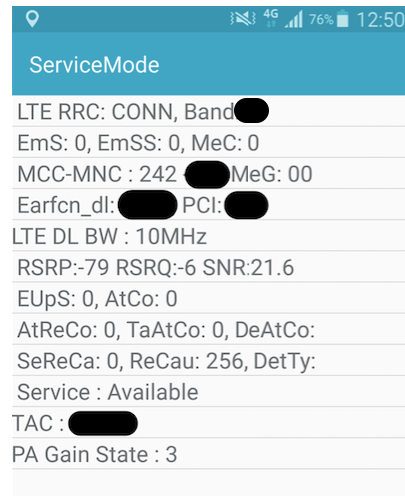 4G 76% 12:50
ServiceMode
LTE RRC: CONN, Band
EmS: 0, EmSS: 0, MeC: 0
MCC-MNC : 242 - MeG: 00
Earfcn_dl: PCI:
LTE DL BW : 10MHz
RSRP:-79 RSRQ:-6 SNR:21.6
EUpS: 0, AtCo: 0
AtReCo: 0, TaAtCo: 0, DeAtCo:
SeReCa: 0, ReCau: 256, DetTy:
Service : Available
TAC :
PA Gain State : 3